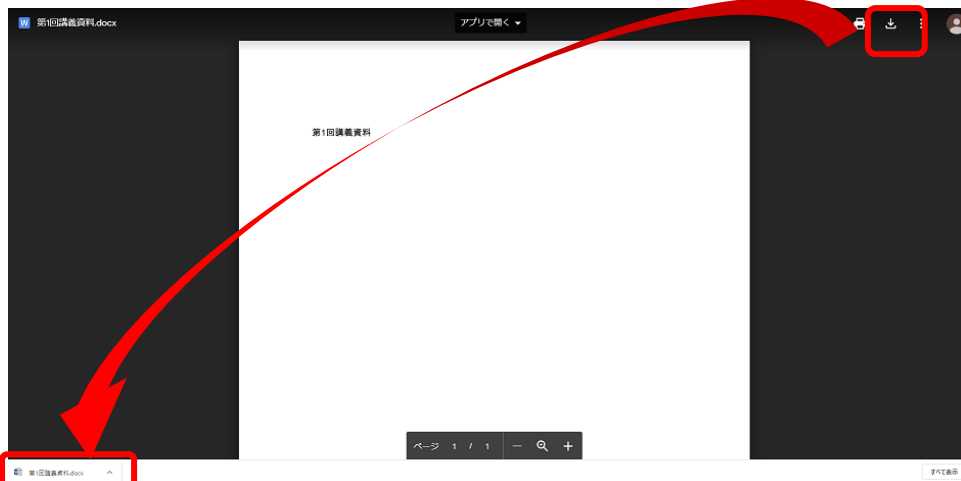 W 第1回講義資料.docx
アプリで開く
第1回講義資料
ページ 1 / 1
第1回講義資料.docx
すべて表示